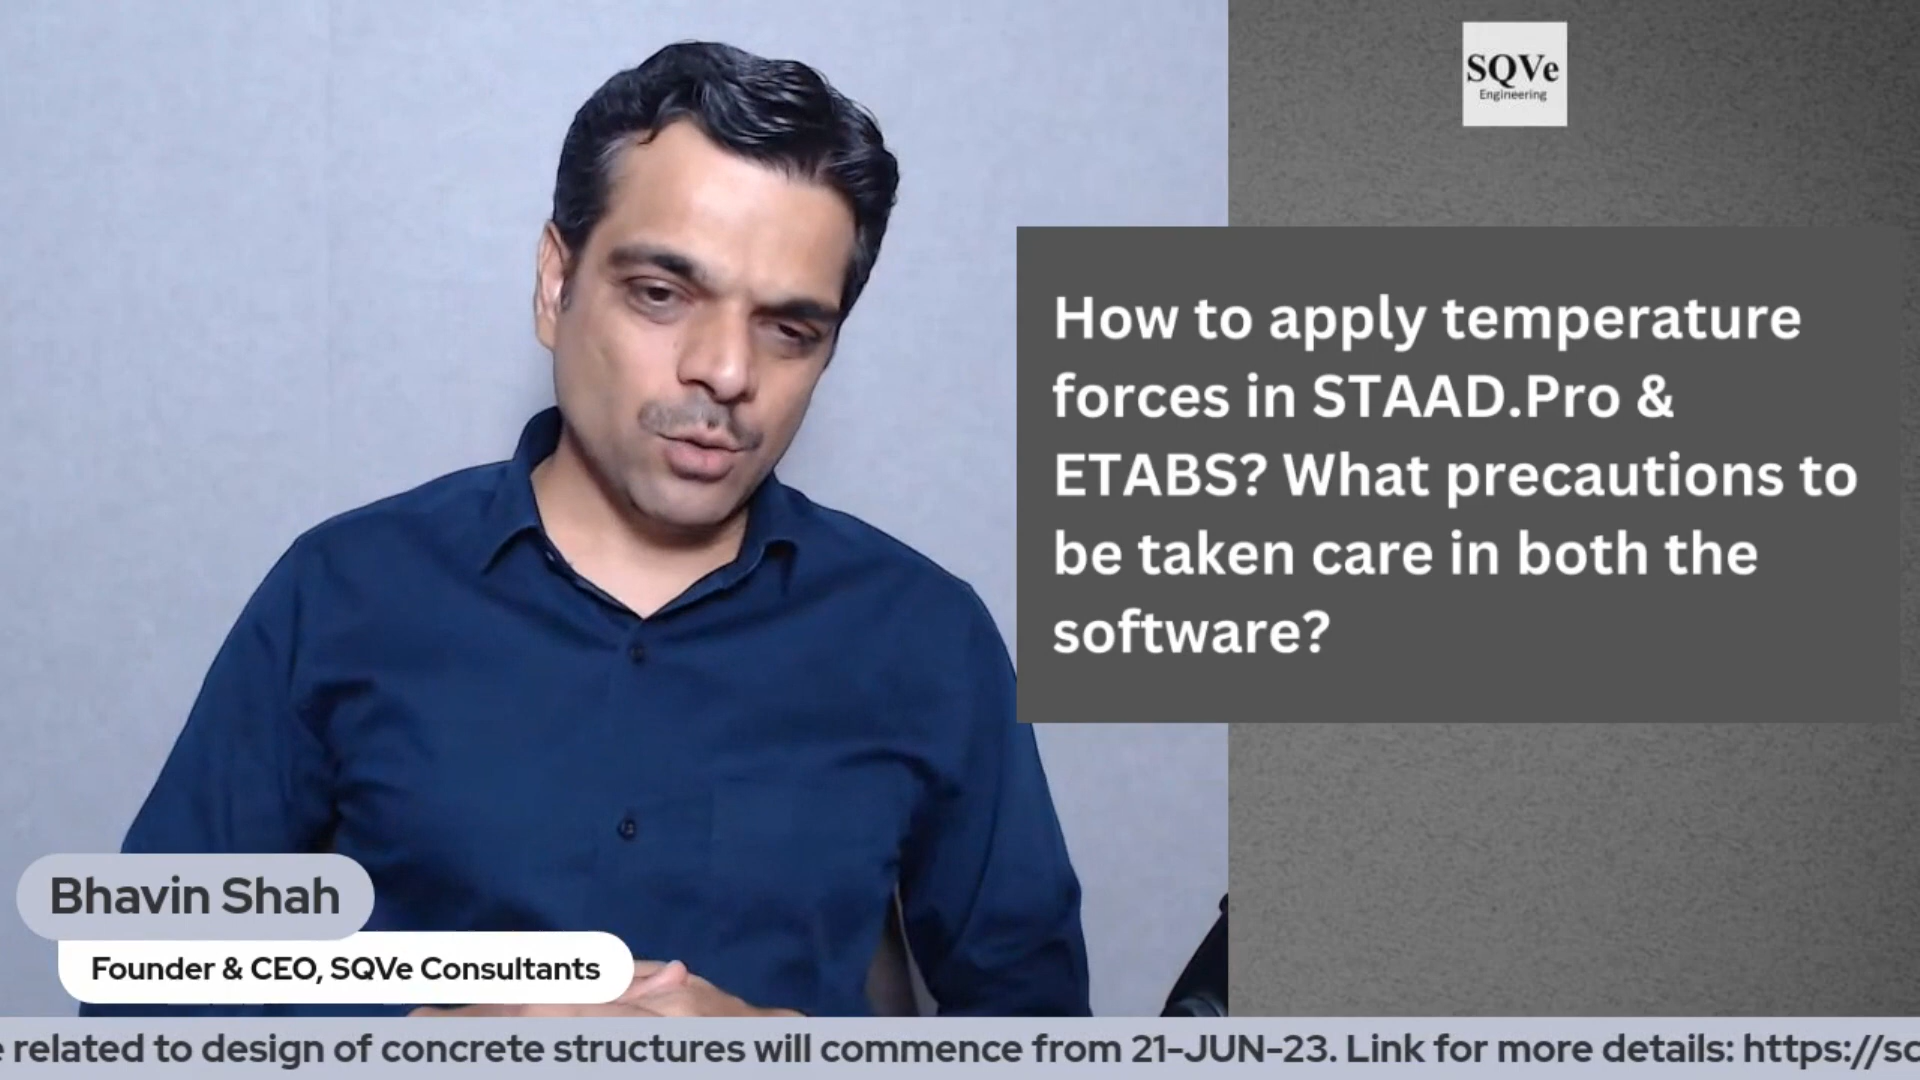 SQVe
Engineering
How to apply temperature
forces in STAAD.Pro &
ETABS? What precautions to
be taken care in both the
software?
Bhavin Shah
Founder & CEO, SQVe Consultants
related to design of concrete structures will commence from 21-JUN-23. Link for more details: https://sc